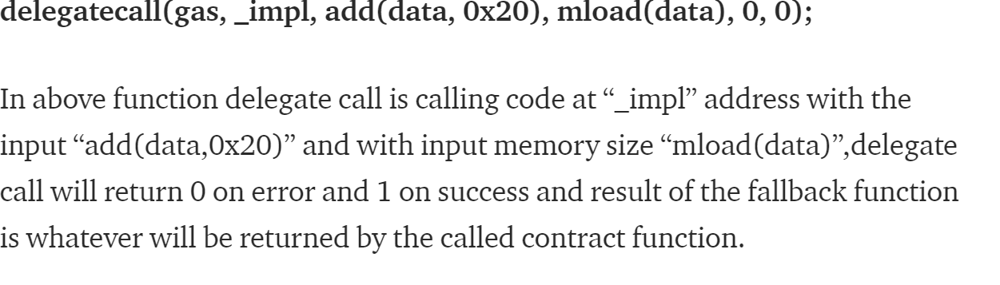 delegatecall(gas, _impl, add(data, 0x20), mload(data), 0, 0);
In above function delegate call is calling code at “_impl” address with the
input “add(data,0x20)” and with input memory size “mload(data)”,delegate
call will return 0 on error and 1 on success and result of the fallback function
is whatever will be returned by the called contract function.